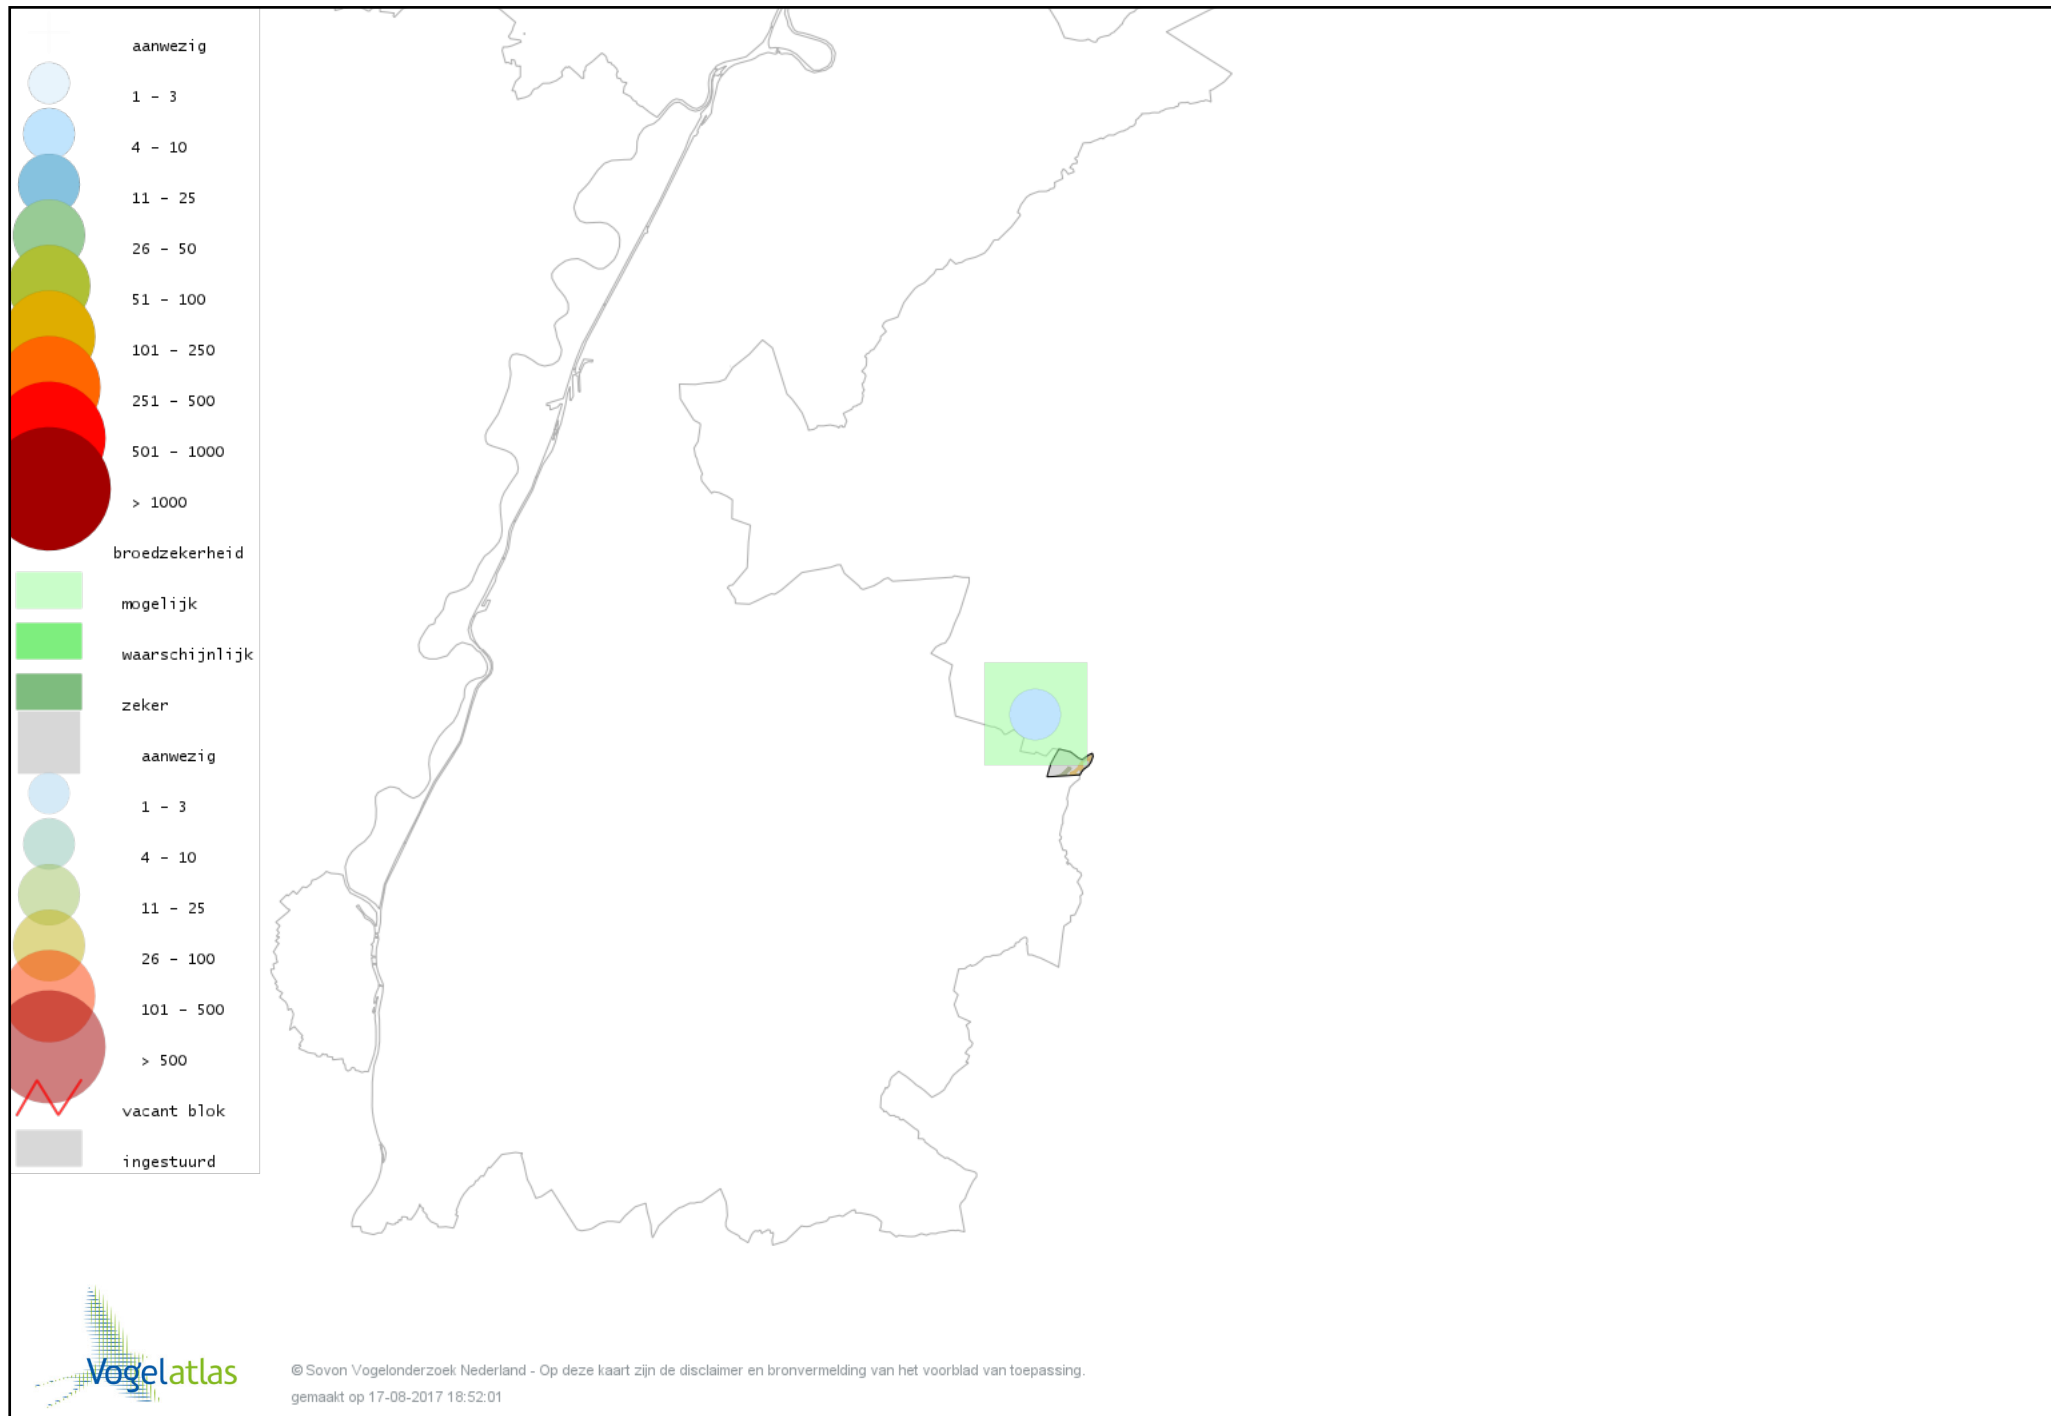 aanwezig
1 - 3
4 - 10
11 - 25
26 - 50
51 - 100
101 - 250
251 - 500
501 - 1000
> 1000
broedzekerheid
mogelijk
waarschijnlijk
zeker
aanwezig
1 - 3
4 - 10
11 - 25
26 - 100
101 - 500
> 500
vacant blok
ingestuurd
Vogelatlas
© Sovon Vogelonderzoek Nederland - Op deze kaart zijn de disclaimer en bronvermelding van het voorblad van toepassing.
gemaakt op 17-08-2017 18:52:01